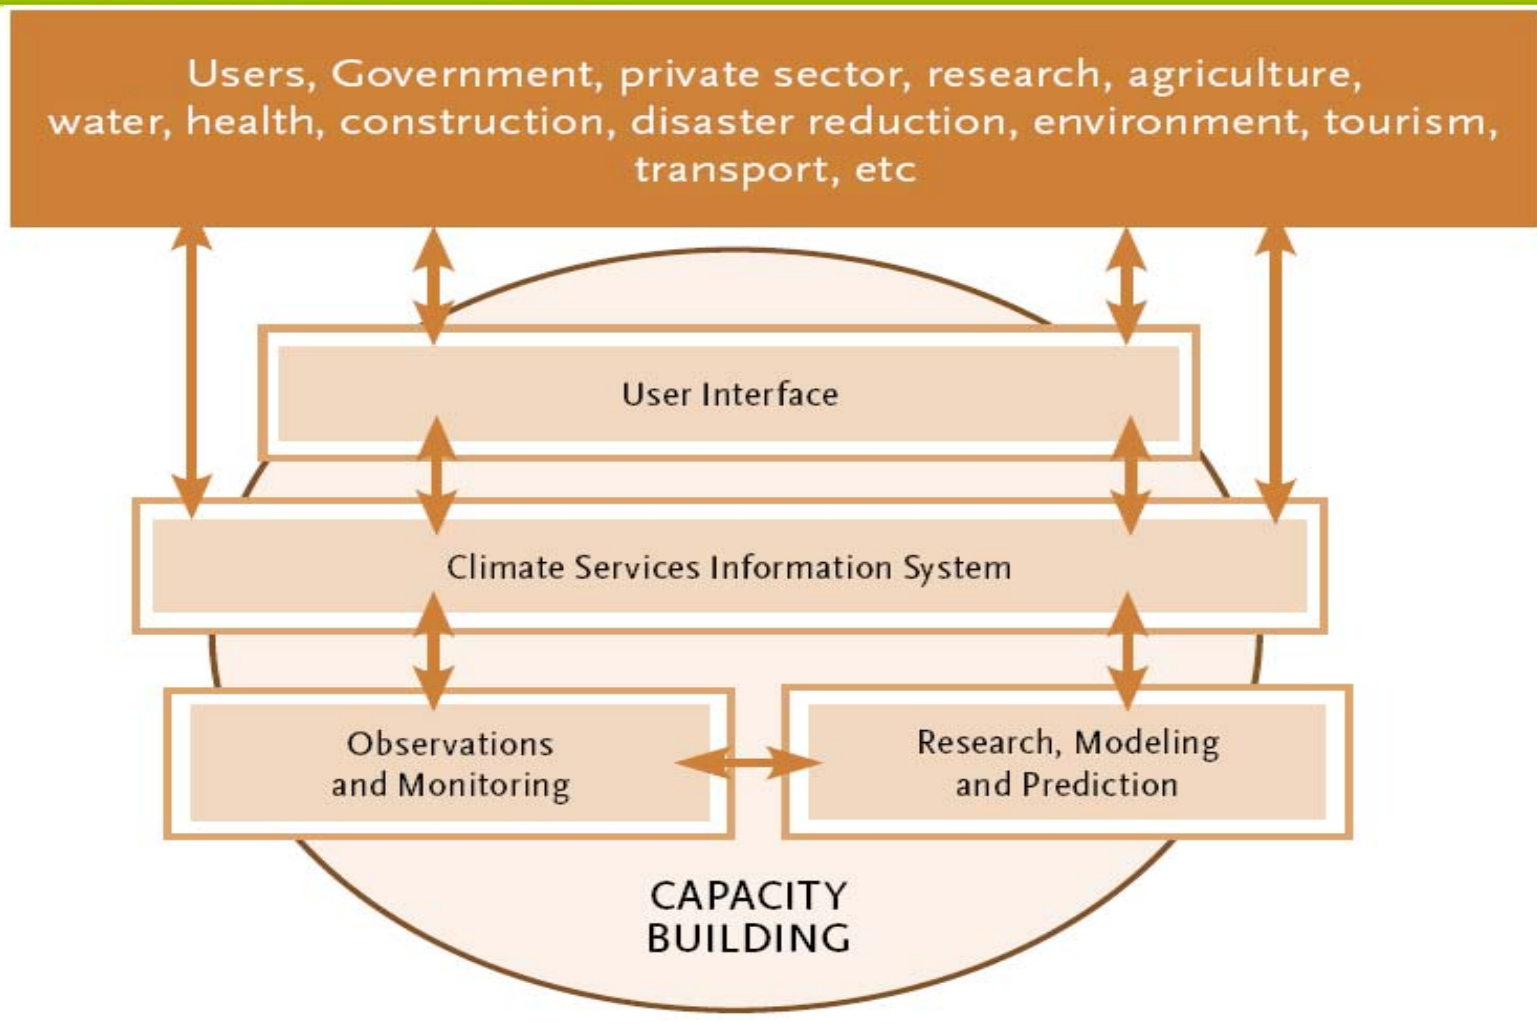 Users, Government, private sector, research, agriculture,
water, health, construction, disaster reduction, environment, tourism,
transport, etc
User Interface
Climate Services Information System
Observations
and Monitoring
Research, Modeling
and Prediction
CAPACITY
BUILDING